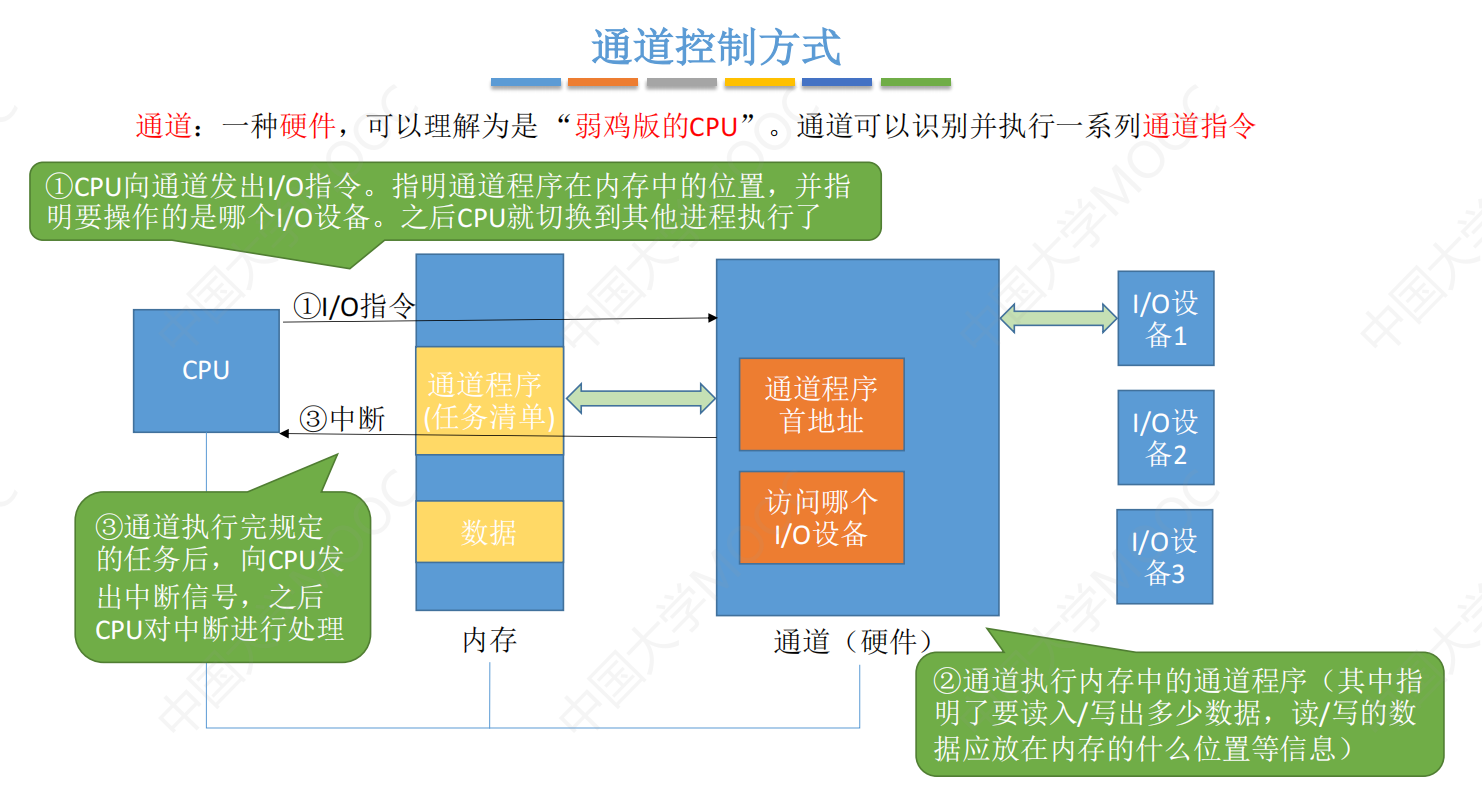 通道控制方式
通道：一种硬件，可以理解为是“弱鸡版的CPU”。通道可以识别并执行一系列通道指令
①CPU向通道发出I/O指令。指明通道程序在内存中的位置，并指
明要操作的是哪个I/O设备。之后CPU就切换到其他进程执行了
①I/O指令
CPU
③中断
通道程序
(任务清单)
数据
内存
通道程序
首地址
访问哪个
I/O设备
通道（硬件）
I/O设
备1
I/O设
备2
I/O设
备3
③通道执行完规定
的任务后，向CPU发
出中断信号，之后
CPU对中断进行处理
②通道执行内存中的通道程序（其中指
明了要读入/写出多少数据，读/写的数
据应放在内存的什么位置等信息）
中国大学MOOC